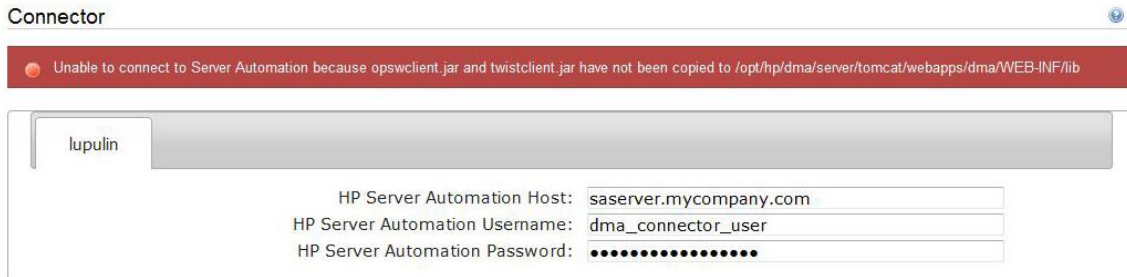 Connector
Unable to connect to Server Automation because opswclient.jar and twistclient.jar have not been copied to /opt/hp/dma/server/tomcat/webapps/dma/WEB-INF/lib
lupulin
HP Server Automation Host: saserver.mycompany.com
HP Server Automation Username: dma_connector_user
HP Server Automation Password: •••••••••••••••••